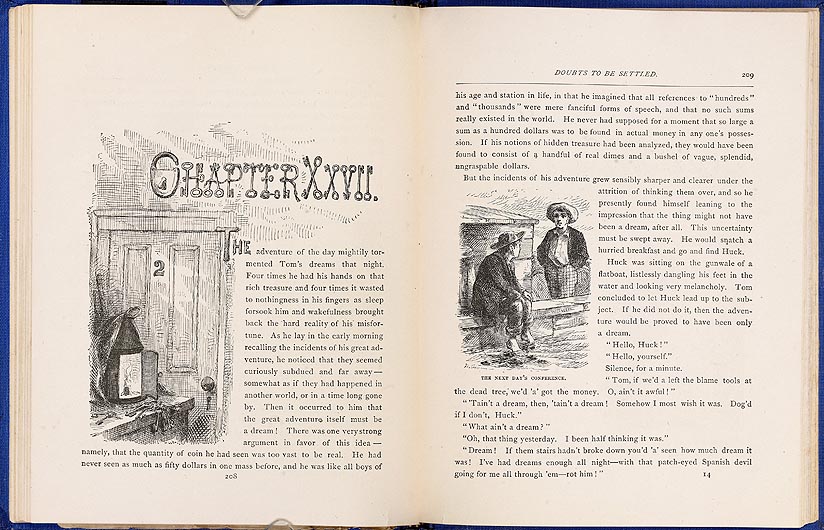 CHAPTER XXVII.
2
THE adventure of the day mightily tor-
mented Tom's dreams that night.
Four times he had his hands on that
rich treasure and four times it wasted
to nothingness in his fingers as sleep
forsook him and wakefulness brought
back the hard reality of his misfor-
tune. As he lay in the early morning
recalling the incidents of his great ad-
venture, he noticed that they seemed
curiously subdued and far away—
somewhat as if they had happened in
another world, or in a time long gone
by. Then it occurred to him that
the great adventure itself must be
a dream! There was one very strong
argument in favor of this idea—
namely, that the quantity of coin he had seen was too vast to be real. He had
never seen as much as fifty dollars in one mass before, and he was like all boys of
208
DOUBTS TO BE SETTLED. 209
his age and station in life, in that he imagined that all references to "hundreds"
and "thousands" were mere fanciful forms of speech, and that no such sums
really existed in the world. He never had supposed for a moment that so large a
sum as a hundred dollars was to be found in actual money in any one's posses-
sion. If his notions of hidden treasure had been analyzed, they would have been
found to consist of a handful of real dimes and a bushel of vague, splendid,
ungraspable dollars.
But the incidents of his adventure grew sensibly sharper and clearer under the
attrition of thinking them over, and so he
presently found himself leaning to the
impression that the thing might not have
been a dream, after all. This uncertainty
must be swept away. He would snatch a
hurried breakfast and go and find Huck.
Huck was sitting on the gunwale of a
flatboat, listlessly dangling his feet in the
water and looking very melancholy. Tom
concluded to let Huck lead up to the sub-
ject. If he did not do it, then the adven-
ture would be proved to have been only
a dream.
"Hello, Huck!"
"Hello, yourself."
Silence, for a minute.
THE NEXT DAY'S CONFERENCE.
"Tom, if we'd a left the blame tools at
the dead tree, we'd 'a' got the money. O, ain't it awful!"
"'Tain't a dream, then, 'tain't a dream! Somehow I most wish it was. Dog'd
if I don't, Huck."
"What ain't a dream?"
"Oh, that thing yesterday. I been half thinking it was."
"Dream! If them stairs hadn't broke down you'd 'a' seen how much dream it
was! I've had dreams enough all night—with that patch-eyed Spanish devil
going for me all through 'em—rot him!"
14